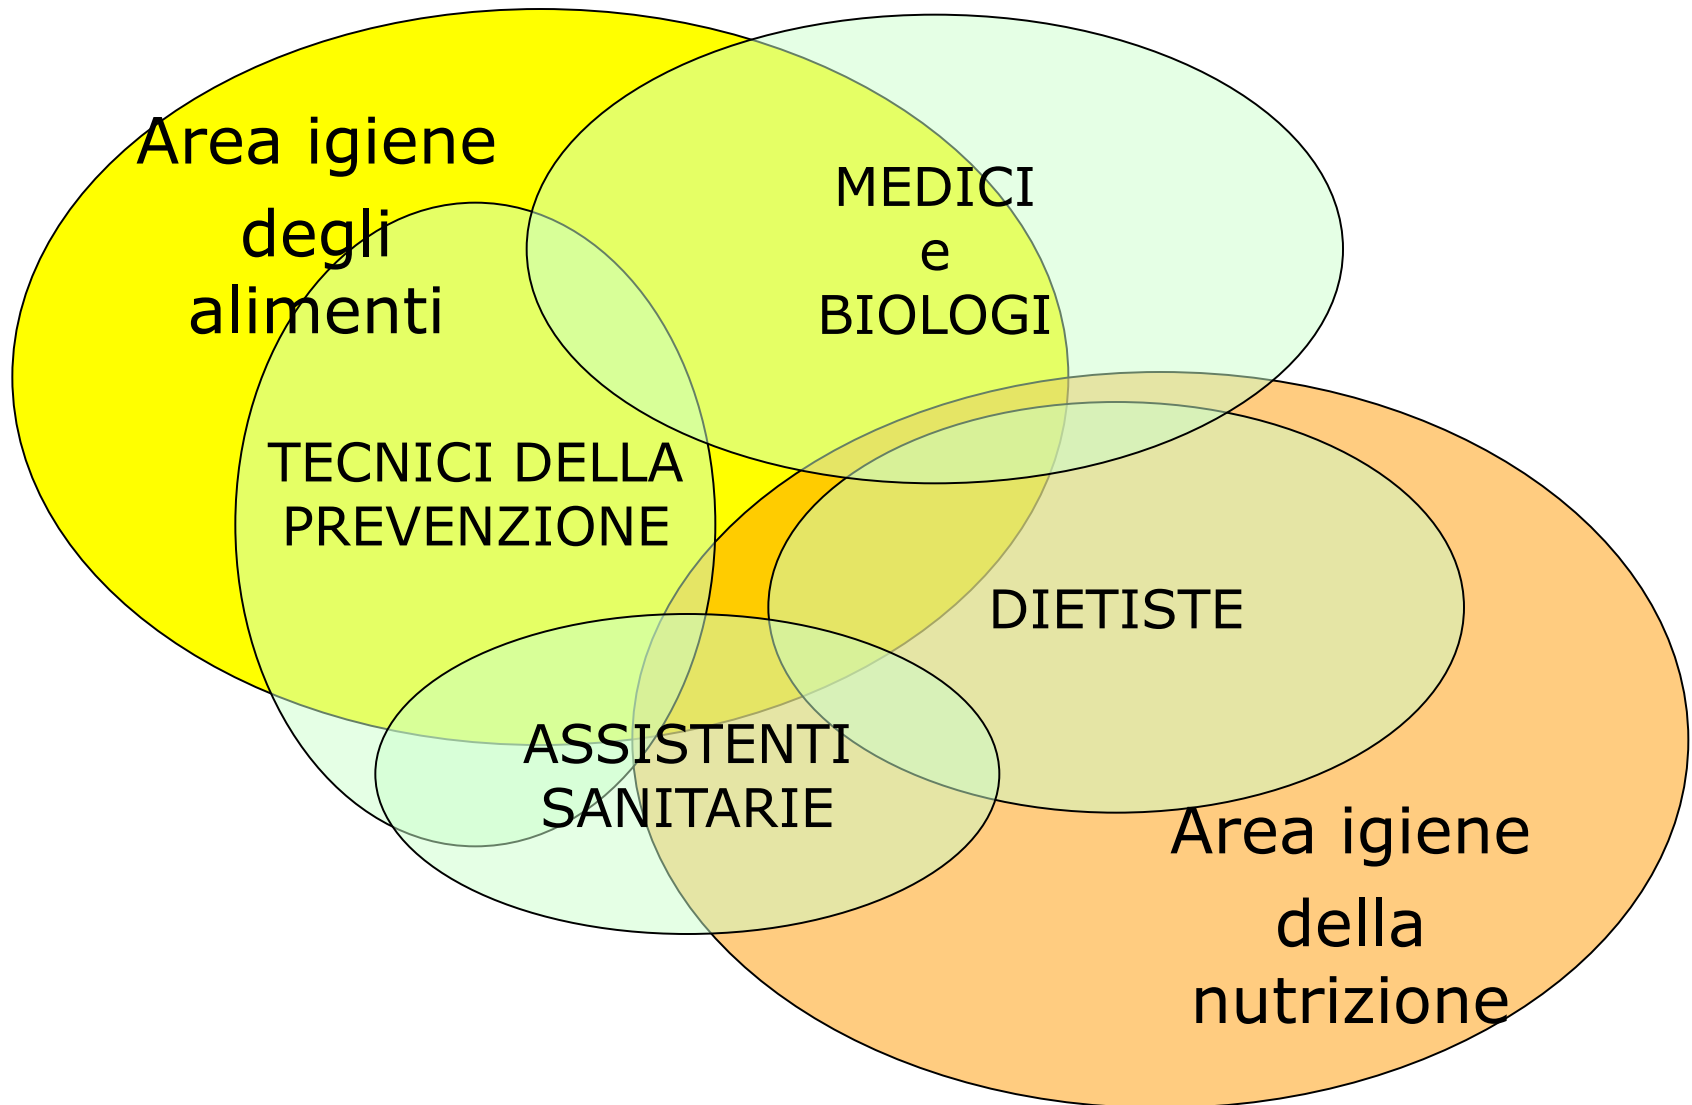 Area igiene
degli
alimenti
MEDICI
e
BIOLOGI
TECNICI DELLA
PREVENZIONE
DIETISTE
ASSISTENTI
SANITARIE
Area igiene
della
nutrizione